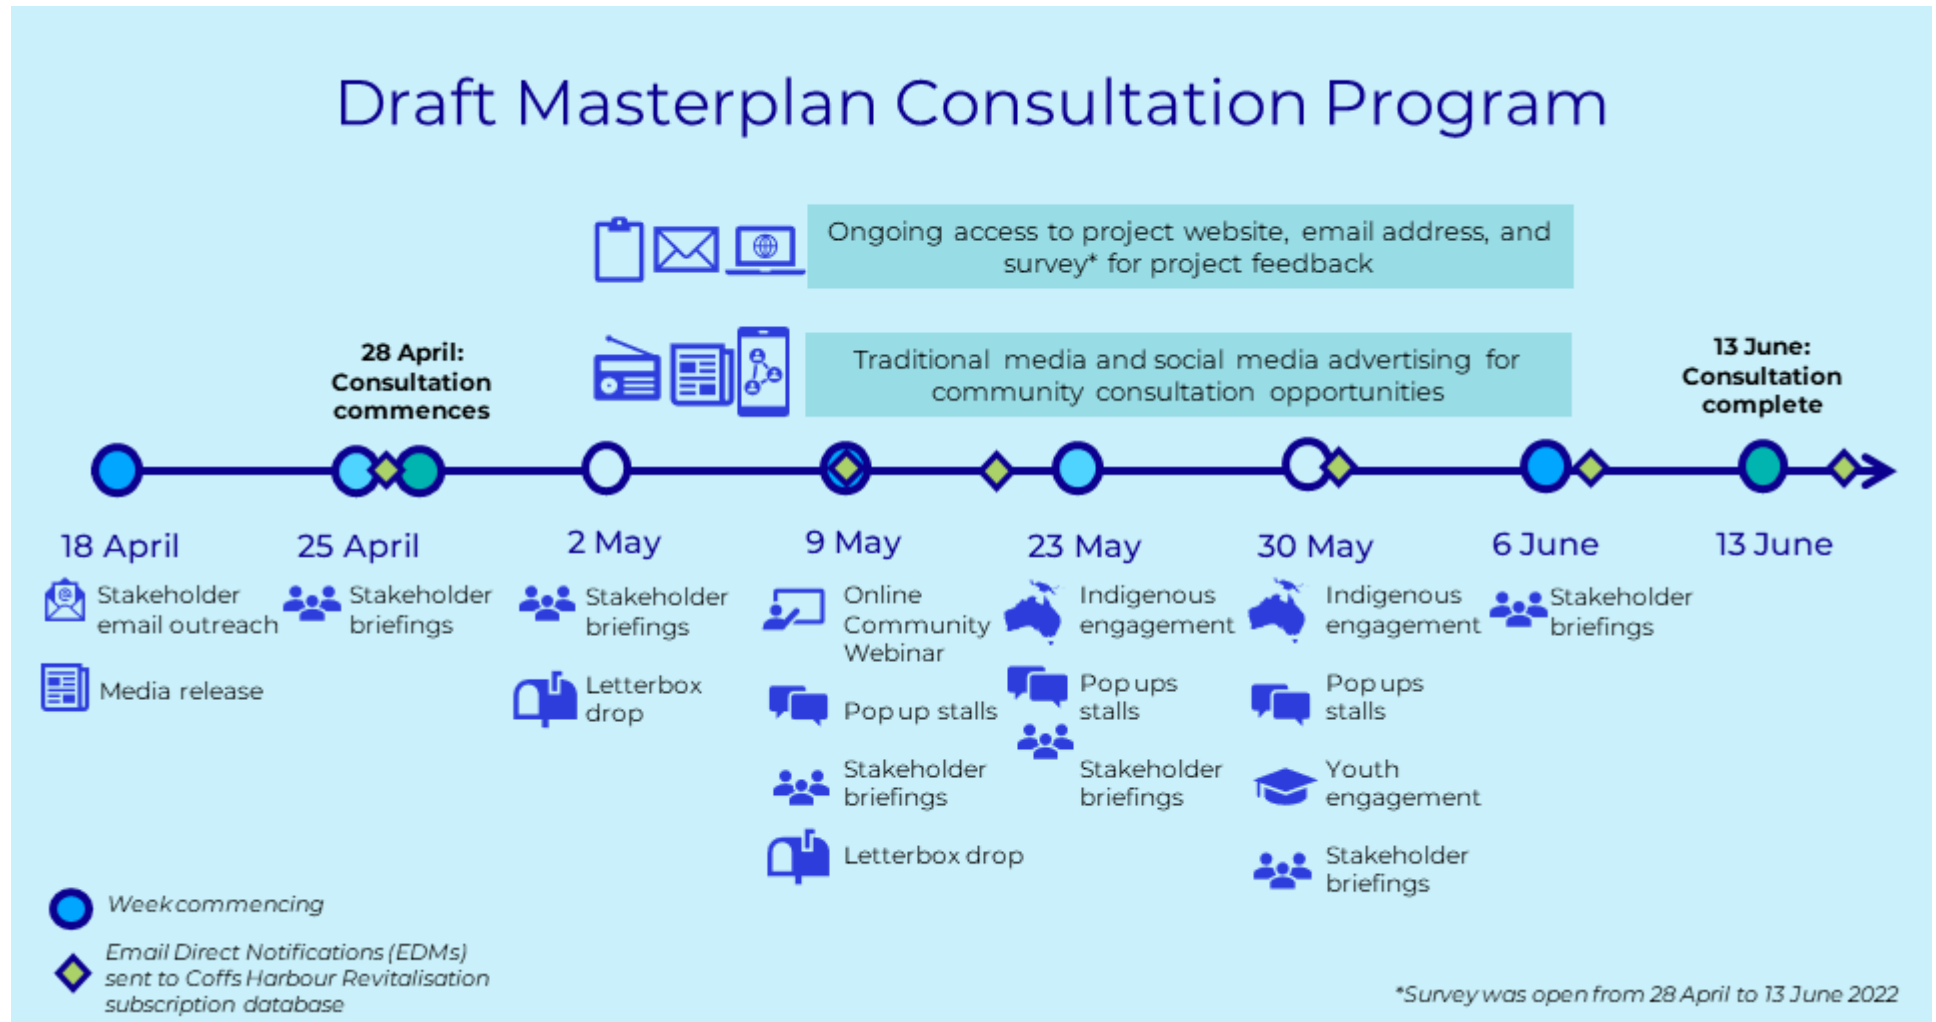 Draft Masterplan Consultation Program
Ongoing access to project website, email address, and
survey* for project feedback
Traditional media and social media advertising for
community consultation opportunities
28 April:
Consultation
commences
13 June:
Consultation
complete
18 April
Stakeholder
email outreach
Media release
25 April
Stakeholder
briefings
2 May
Stakeholder
briefings
Letterbox
drop
9 May
Online
Community
Webinar
Pop up stalls
Stakeholder
briefings
Letterbox drop
23 May
Indigenous
engagement
Pop ups
stalls
Stakeholder
briefings
30 May
Indigenous
engagement
Pop ups
stalls
Youth
engagement
Stakeholder
briefings
6 June
Stakeholder
briefings
13 June
Week commencing
Email Direct Notifications (EDMs)
sent to Coffs Harbour Revitalisation
subscription database
*Survey was open from 28 April to 13 June 2022